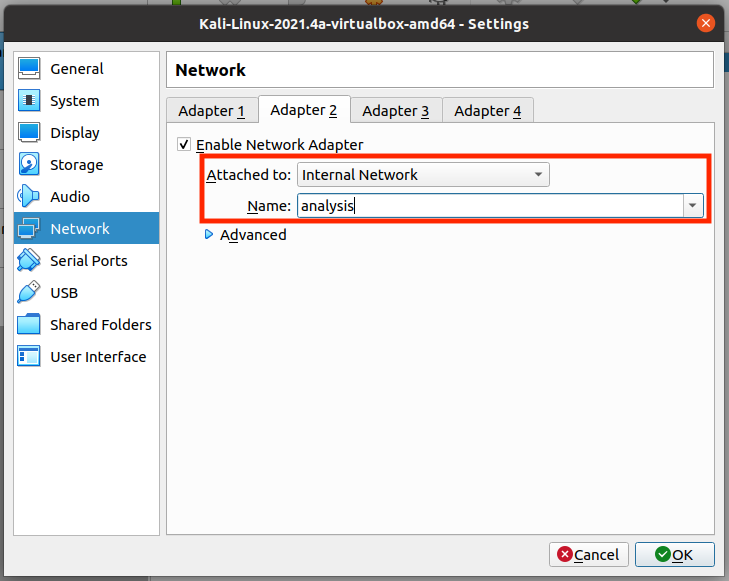 Kali-Linux-2021.4a-virtualbox-amd64 - Settings
General
System
Display
Storage
Audio
Network
Serial Ports
USB
Shared Folders
User Interface
Network
Adapter 1 Adapter 2 Adapter 3 Adapter 4
Enable Network Adapter
Attached to: Internal Network
Name: analysis
Advanced
Cancel OK